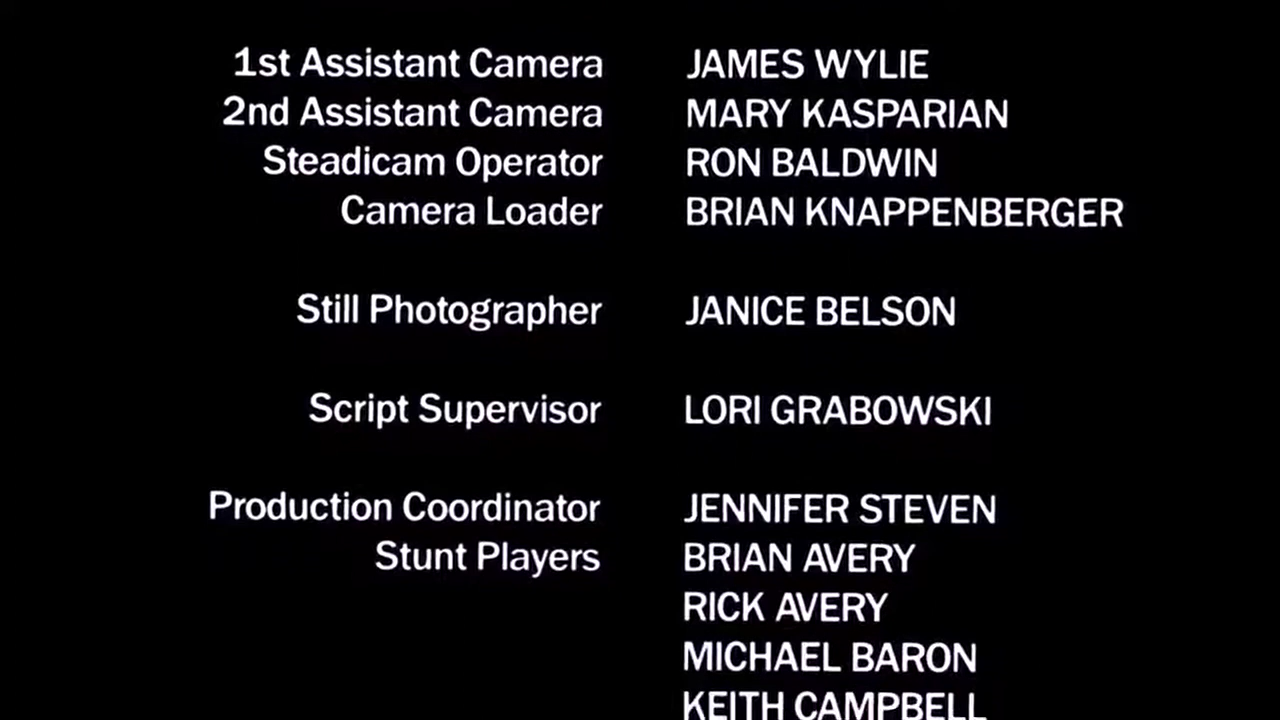 1st Assistant Camera JAMES WYLIE
2nd Assistant Camera MARY KASPARIAN
Steadicam Operator RON BALDWIN
Camera Loader BRIAN KNAPPENBERGER
Still Photographer JANICE BELSON
Script Supervisor LORI GRABOWSKI
Production Coordinator JENNIFER STEVEN
Stunt Players BRIAN AVERY
RICK AVERY
MICHAEL BARON
KEITH CAMPBELL